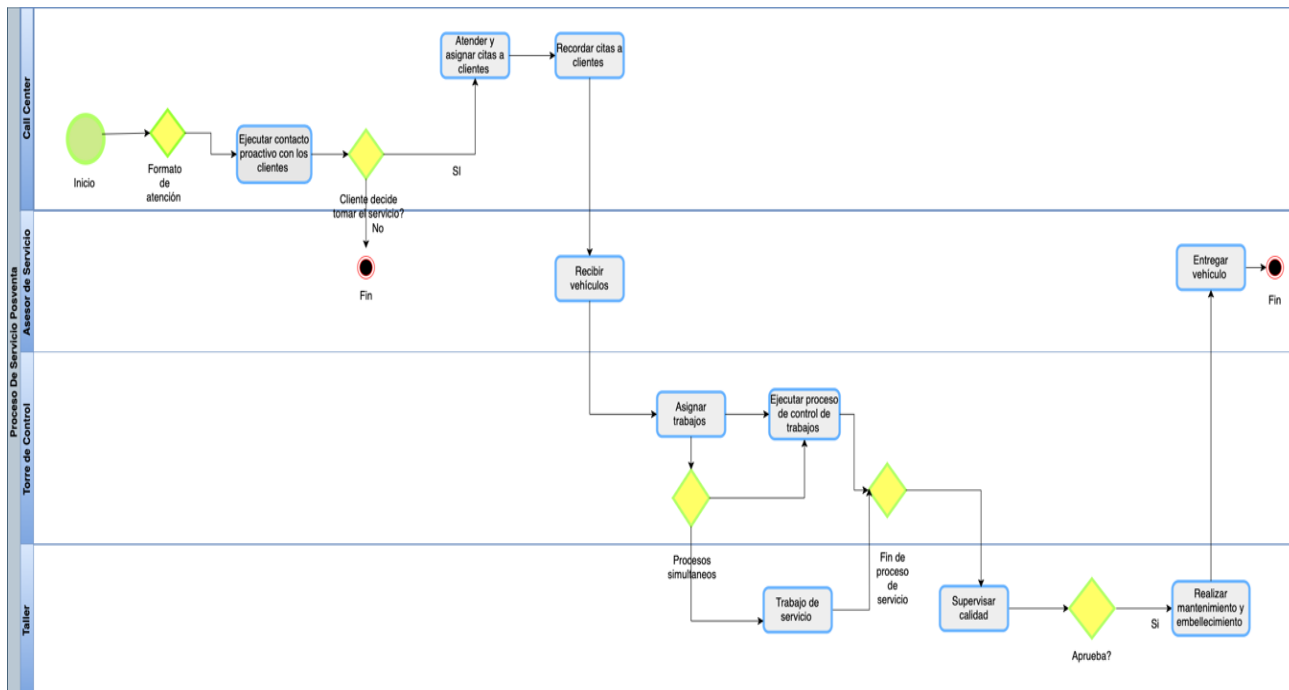 Proceso De Servicio Posventa
Call Center
Atender y
asignar citas a
clientes
Recordar citas a
clientes
Ejecutar contacto
proactivo con los
clientes
Inicio
Formato
de
atención
SI
Cliente decide
tomar el servicio?
No
Asesor de Servicio
Fin
Recibir
vehículos
Entregar
vehículo
Fin
Torre de Control
Asignar
trabajos
Ejecutar proceso
de control de
trabajos
Procesos
simultaneos
Fin de
proceso
de
servicio
Taller
Trabajo de
servicio
Supervisar
calidad
Aprueba?
Si
Realizar
mantenimiento y
embellecimiento